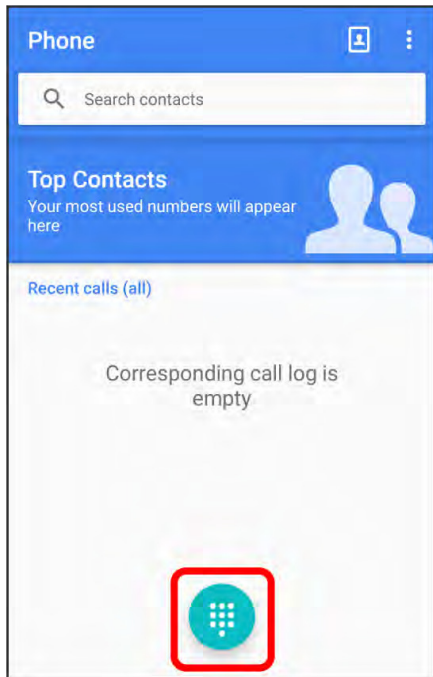 Phone
Search contacts
Top Contacts
Your most used numbers will appear
here
Recent calls (all)
Corresponding call log is
empty